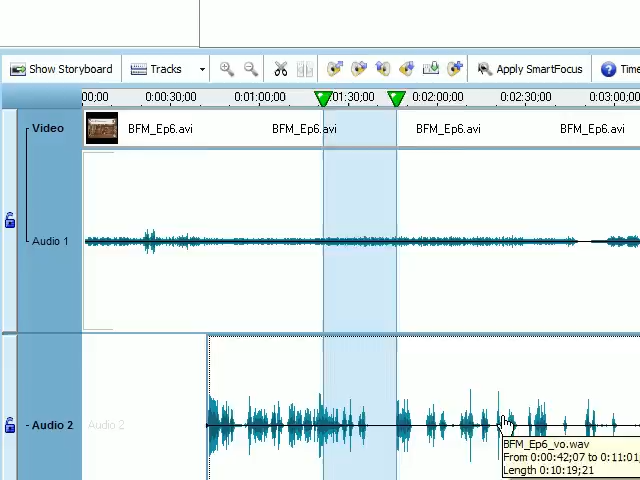 Show Storyboard Tracks Apply SmartFocus ? Time
00;00 0:00:30;00 0:01:00;00 01:30;00 0:02:00;00 0:02:30;00 0:03:00;00
Video BFM_Ep6.avi BFM_Ep6.avi BFM_Ep6.avi BFM_Ep6.avi
Audio 1
- Audio 2 Audio 2
BFM_Ep6_vo.wav
From 0:00:42;07 to 0:11:01;
Length 0:10:19;21